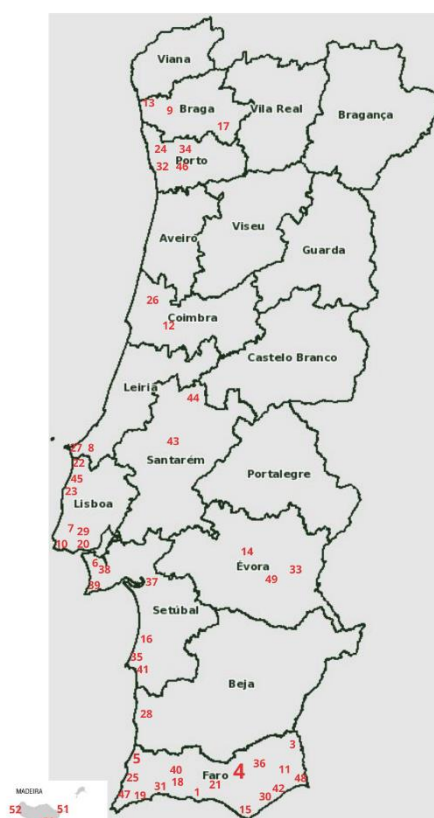 Viana
13
9
Braga
Vila Real
Bragança
17
24
34
Porto
32
46
Aveiro
Viseu
Guarda
26
Coimbra
12
Castelo Branco
Leiria
44
43
27
8
Santarém
22
45
Portalegre
23
Lisboa
7
29
10
20
14
6
38
Évora
33
37
49
39
Setúbal
16
35
41
Beja
28
3
5
36
40
Faro
4
11
25
18
48
31
21
42
47
19
1
30
15
MADEIRA
52
51